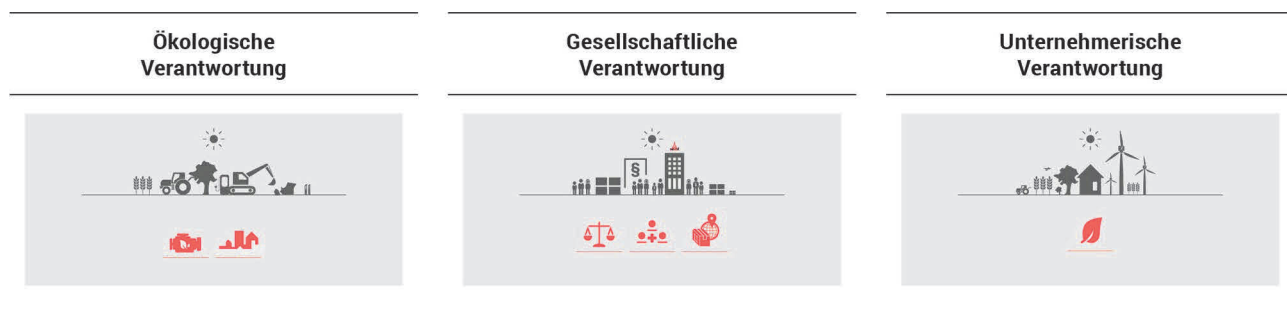 Ökologische
Verantwortung
Gesellschaftliche
Verantwortung
Unternehmerische
Verantwortung
§